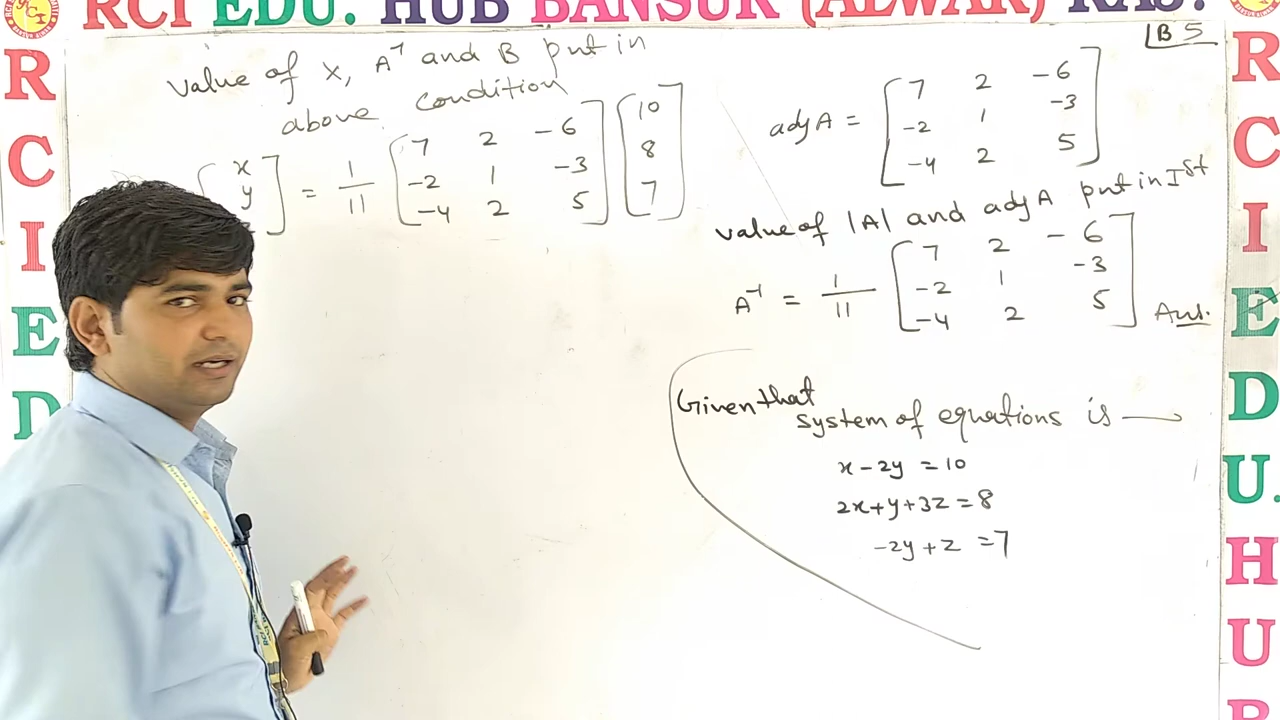 RCI EDU. HUB BANSUR (ALWAR) RAJ.
R
C
I
E
D
value of x, A⁻¹ and B put in
above condition
x
y = 1/11 [7 2 -6
-2 1 -3
-4 2 5] [10
8
7]
B 5
adj A = [7 2 -6
-2 1 -3
-4 2 5]
value of |A| and adj A put in Ist
A⁻¹ = 1/11 [7 2 -6
-2 1 -3
-4 2 5] Ans.
Given that
system of equations is —
x - 2y = 10
2x + y + 3z = 8
-2y + z = 7
R
C
I
E
D
U.
H
U